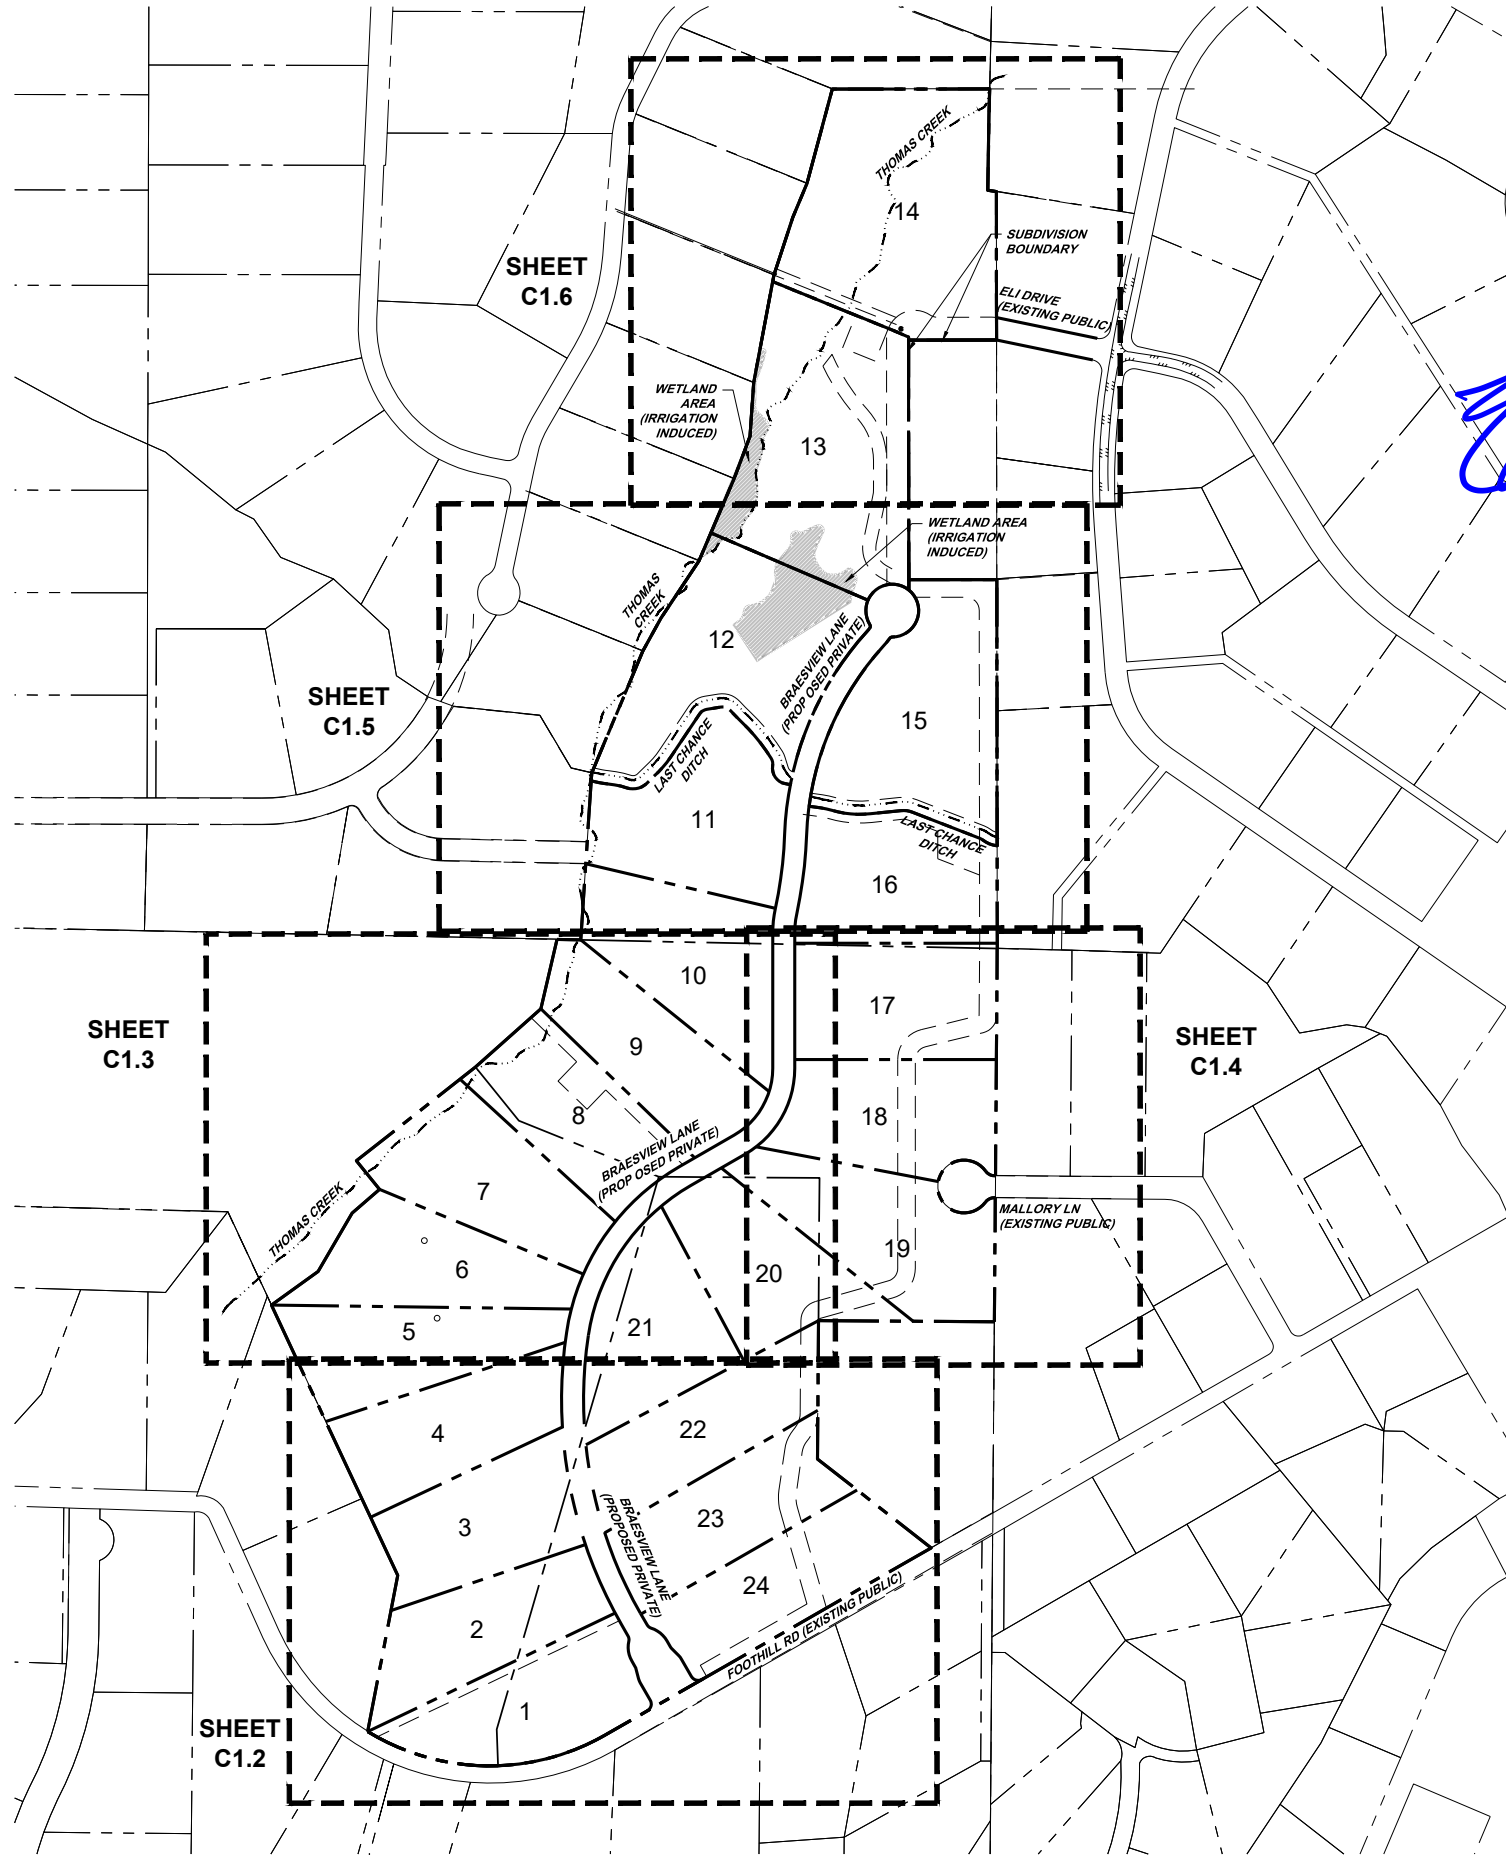 THOMAS CREEK
14
SUBDIVISION
BOUNDARY
SHEET
C1.6
ELI DRIVE
(EXISTING PUBLIC)
WETLAND
AREA
(IRRIGATION
INDUCED)
13
WETLAND AREA
(IRRIGATION
INDUCED)
THOMAS
CREEK
12
BRAESVIEW LANE
(PROP OSED PRIVATE)
SHEET
C1.5
15
LAST CHANCE
DITCH
11
LAST CHANCE
DITCH
16
10
17
SHEET
C1.3
9
SHEET
C1.4
8
18
BRAESVIEW LANE
(PROP OSED PRIVATE)
7
THOMAS CREEK
MALLORY LN
(EXISTING PUBLIC)
19
6
20
5
21
4
22
3
23
BRAESVIEW LANE
(PROPOSED PRIVATE)
24
2
FOOTHILL RD (EXISTING PUBLIC)
1
SHEET
C1.2